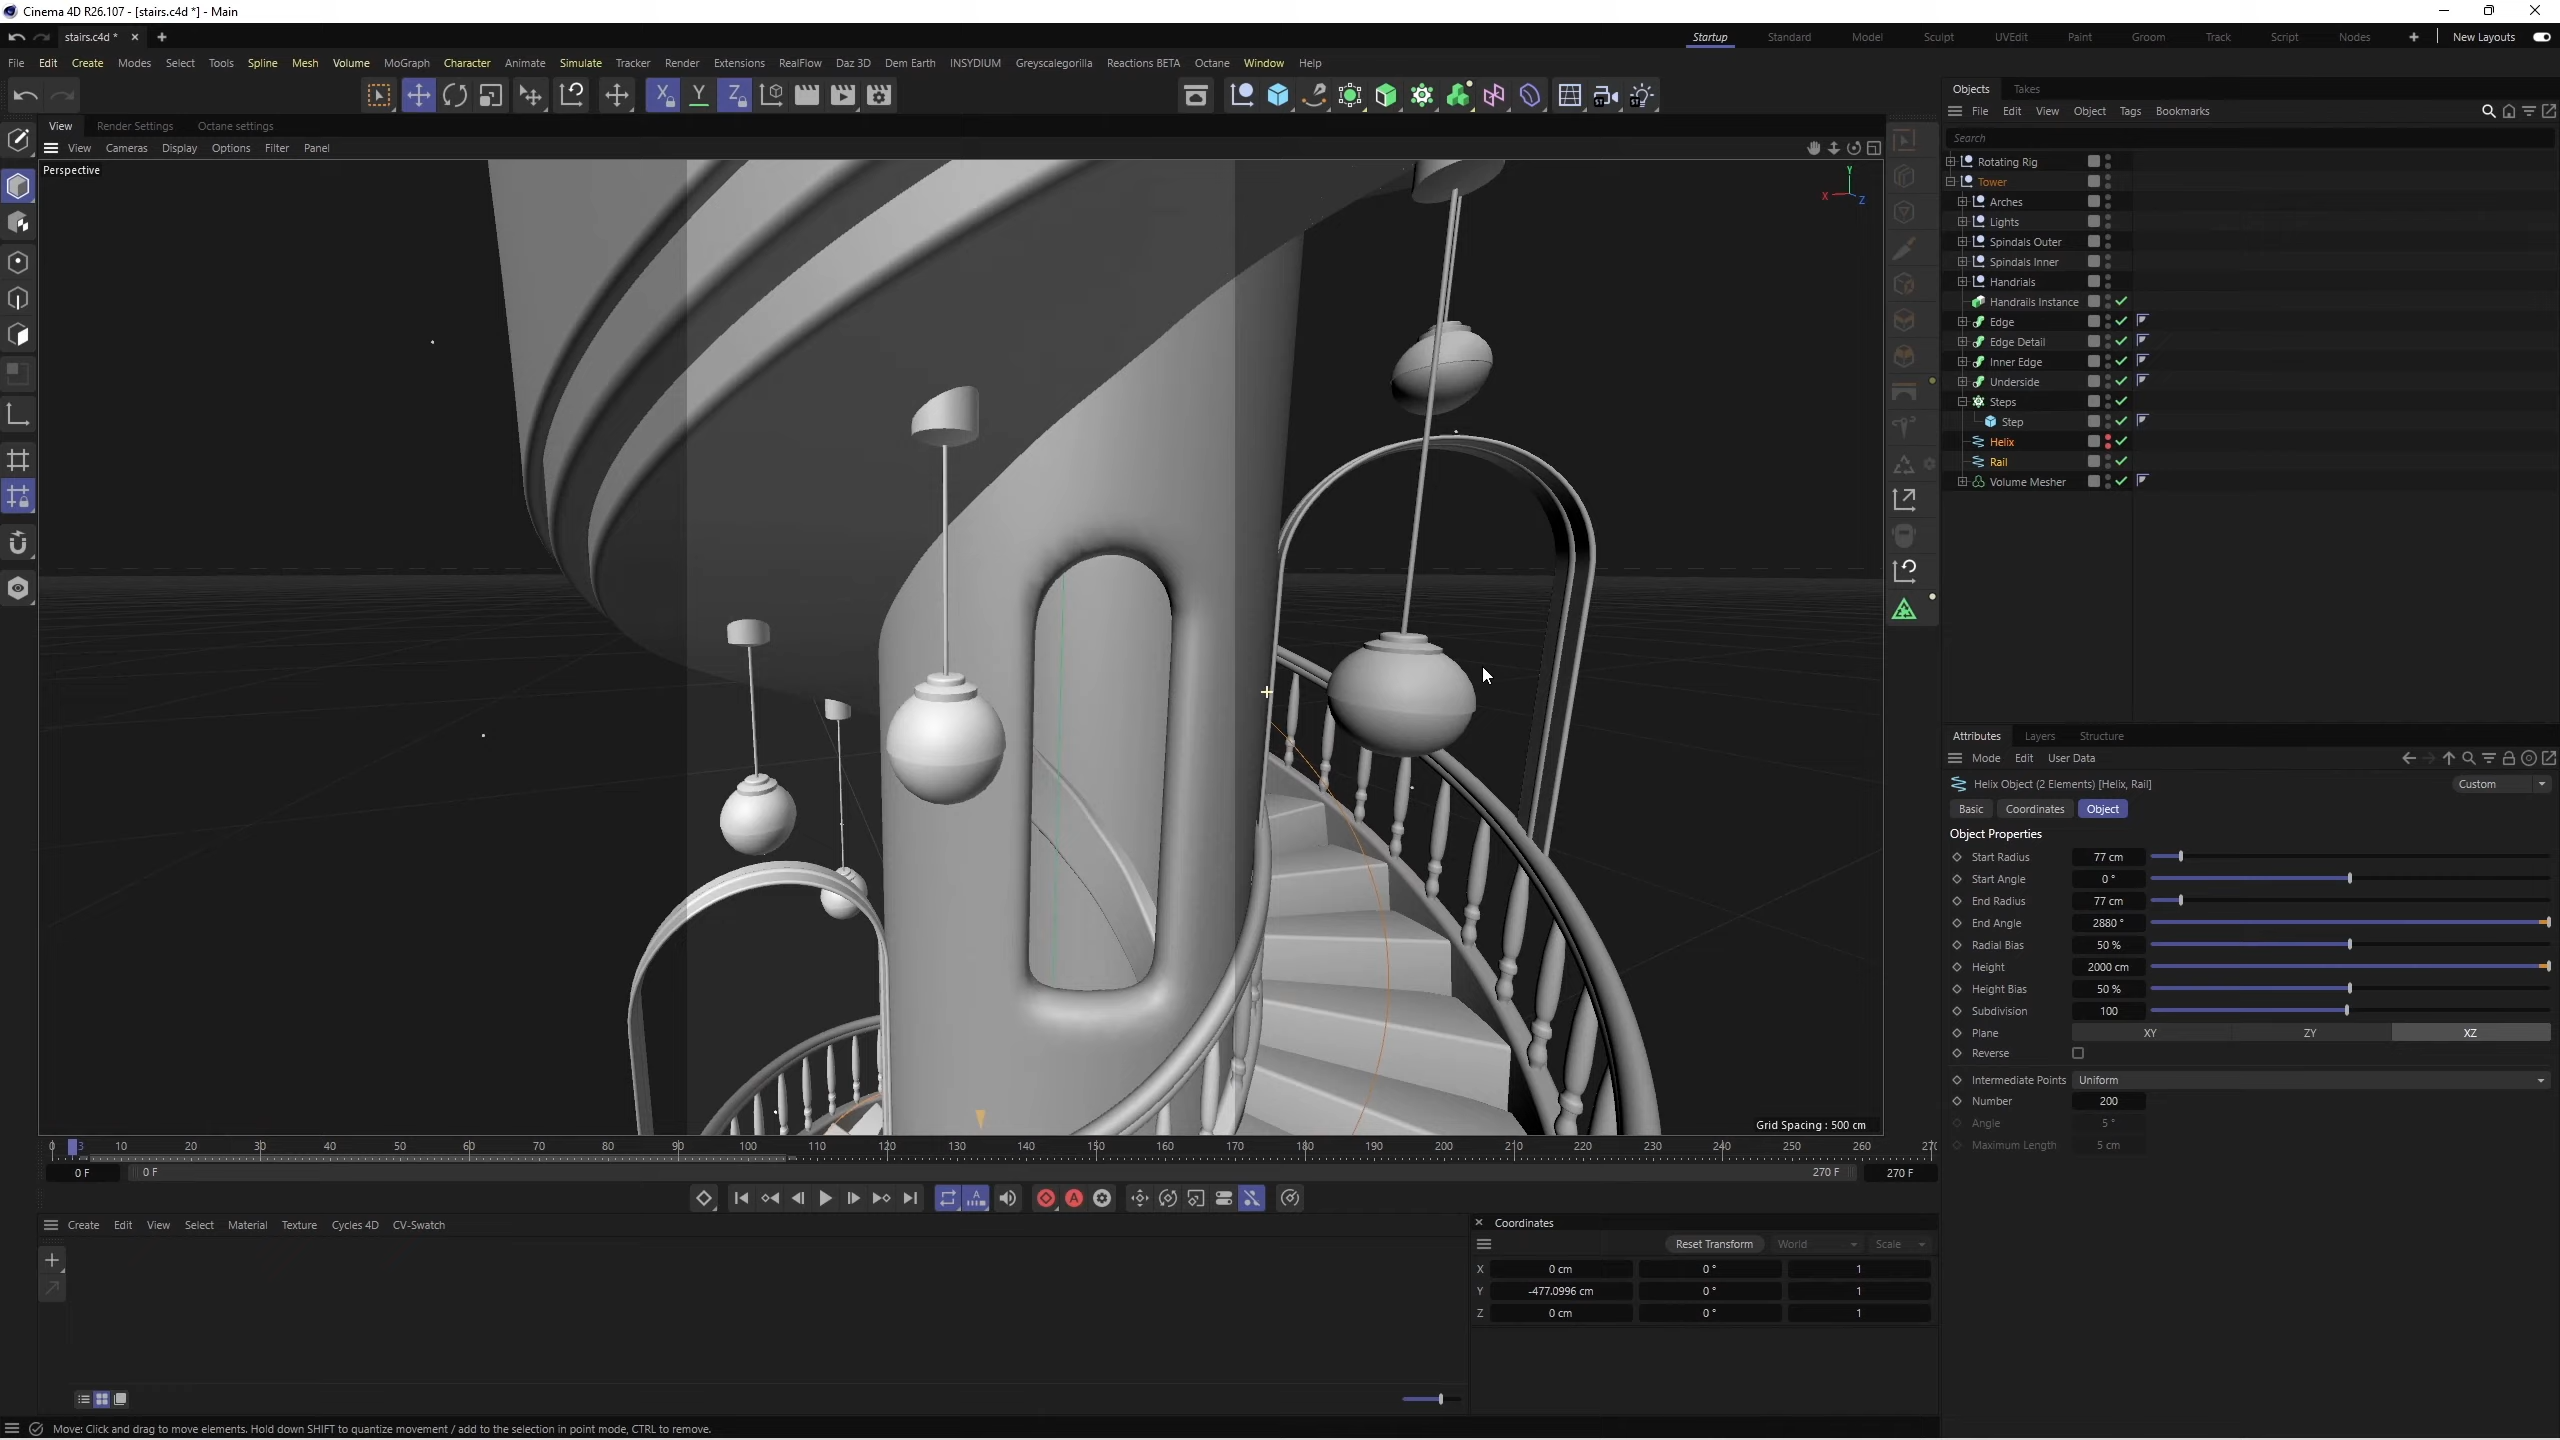 Cinema 4D R26.107 - [stairs.c4d *] - Main
stairs.c4d *
Startup Standard Model Sculpt UVEdit Paint Groom Track Script Nodes New Layouts
File Edit Create Modes Select Tools Spline Mesh Volume MoGraph Character Animate Simulate Tracker Render Extensions RealFlow Daz 3D Dem Earth INSYDIUM Greyscalegorilla Reactions BETA Octane Window Help
View Render Settings Octane settings
View Cameras Display Options Filter Panel
Perspective
Y
X
Z
Grid Spacing : 500 cm
Objects Takes
File Edit View Object Tags Bookmarks
Search
Rotating Rig
Tower
Arches
Lights
Spindals Outer
Spindals Inner
Handrials
Handrails Instance
Edge
Edge Detail
Inner Edge
Underside
Steps
Step
Helix
Rail
Volume Mesher
Attributes Layers Structure
Mode Edit User Data
Helix Object (2 Elements) [Helix, Rail]
Custom
Basic Coordinates Object
Object Properties
Start Radius 77 cm
Start Angle 0 °
End Radius 77 cm
End Angle 2880 °
Radial Bias 50 %
Height 2000 cm
Height Bias 50 %
Subdivision 100
Plane XY ZY XZ
Reverse
Intermediate Points Uniform
Number 200
Angle 5 °
Maximum Length 5 cm
0 3 10 20 30 40 50 60 70 80 90 100 110 120 130 140 150 160 170 180 190 200 210 220 230 240 250 260 270
0 F 0 F 270 F 270 F
Create Edit View Select Material Texture Cycles 4D CV-Swatch
Coordinates
Reset Transform World Scale
X 0 cm 0 ° 1
Y -477.0996 cm 0 ° 1
Z 0 cm 0 ° 1
Move: Click and drag to move elements. Hold down SHIFT to quantize movement / add to the selection in point mode, CTRL to remove.